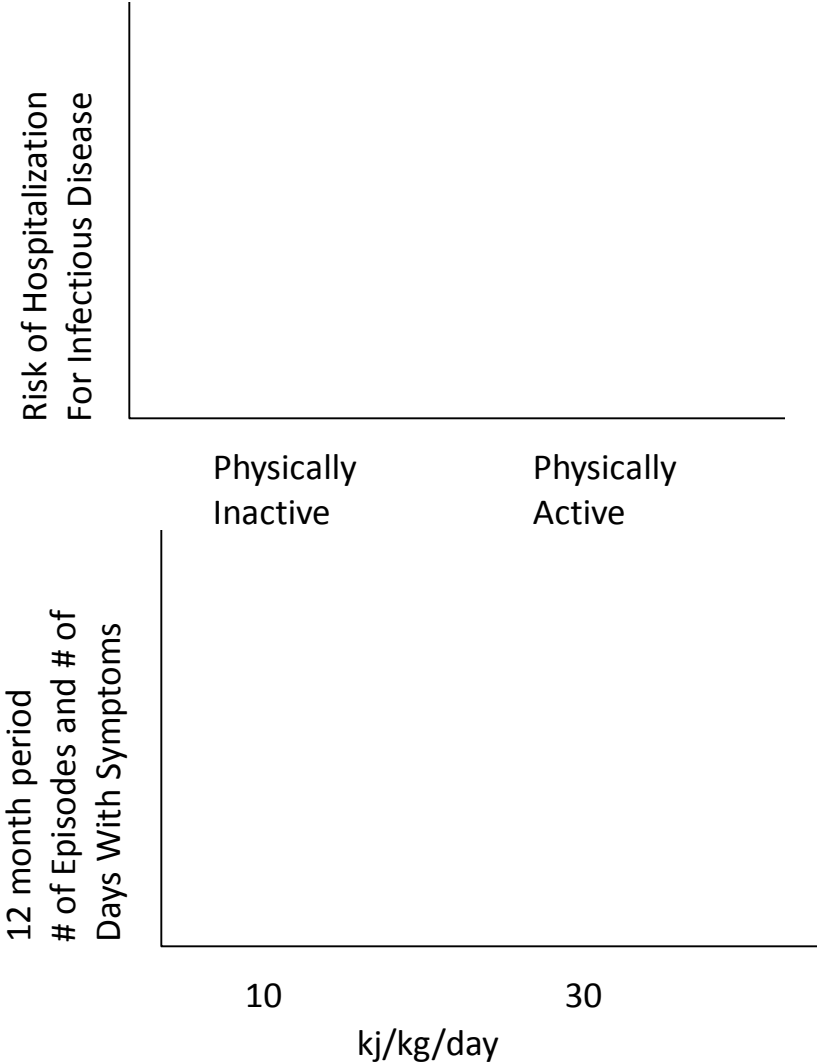 Risk of Hospitalization
For Infectious Disease
Physically
Inactive
Physically
Active
12 month period
# of Episodes and # of
Days With Symptoms
10
30
kj/kg/day